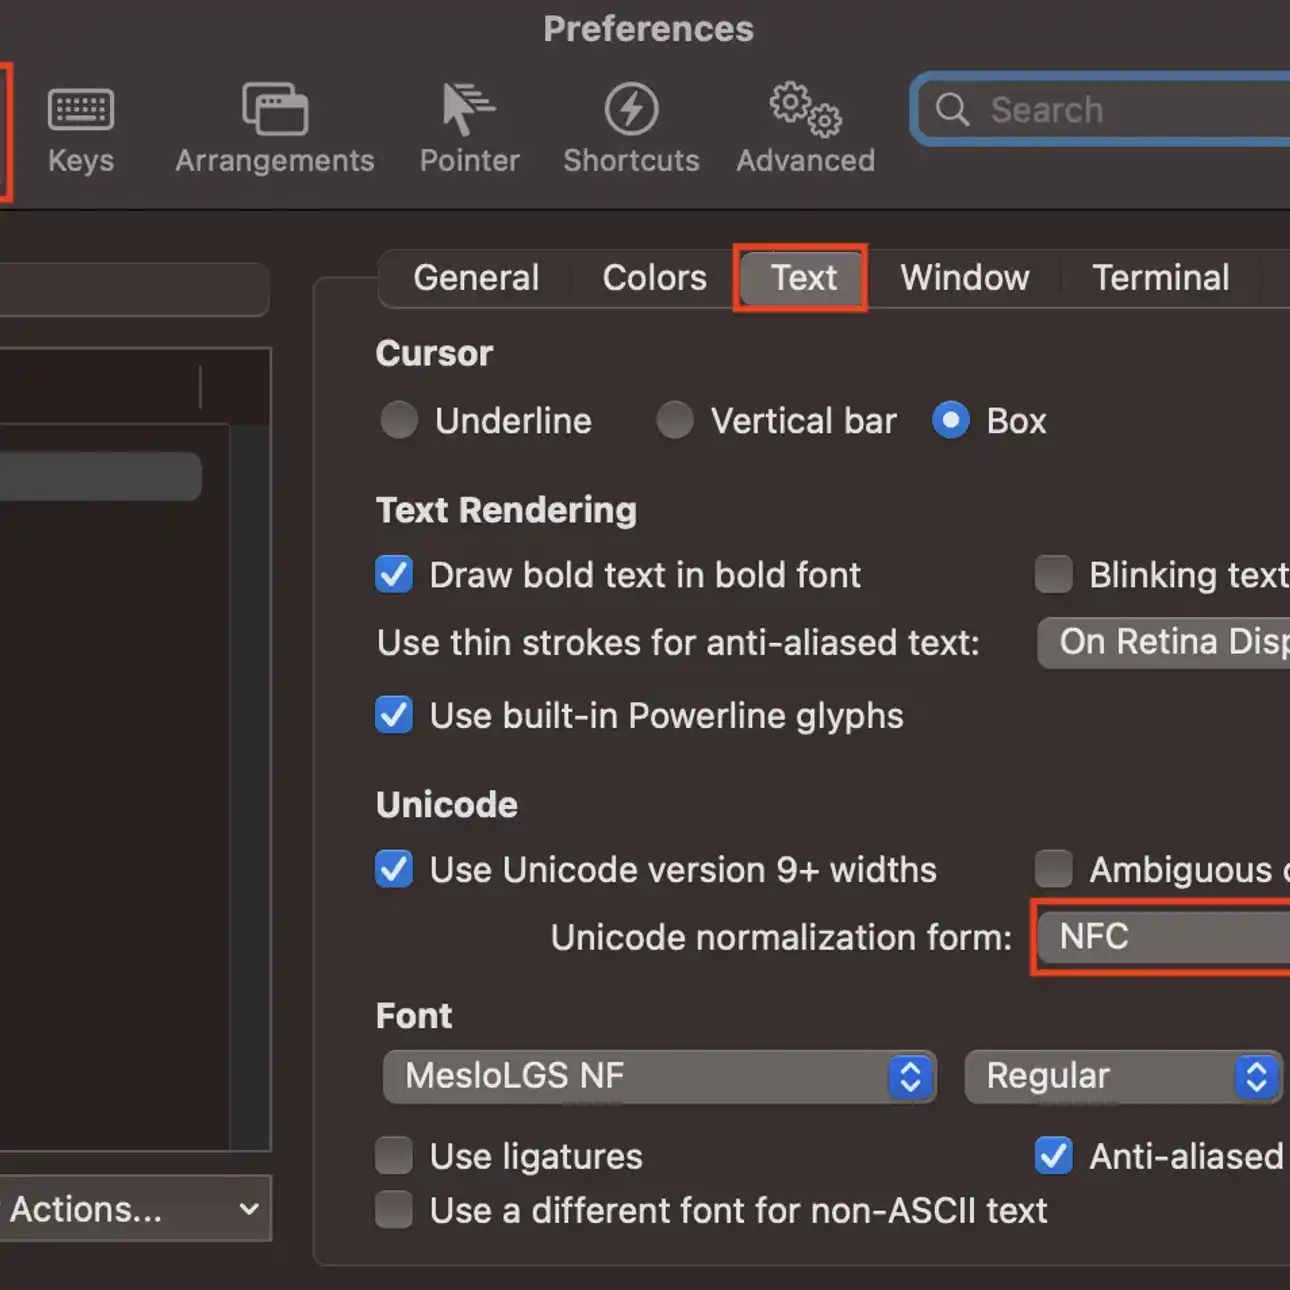 Preferences
Keys Arrangements Pointer Shortcuts Advanced Search
General Colors Text Window Terminal
Cursor
Underline Vertical bar Box
Text Rendering
Draw bold text in bold font Blinking text
Use thin strokes for anti-aliased text: On Retina Disp
Use built-in Powerline glyphs
Unicode
Use Unicode version 9+ widths Ambiguous
Unicode normalization form: NFC
Font
MesloLGS NF Regular
Use ligatures Anti-aliased
Use a different font for non-ASCII text
Actions...